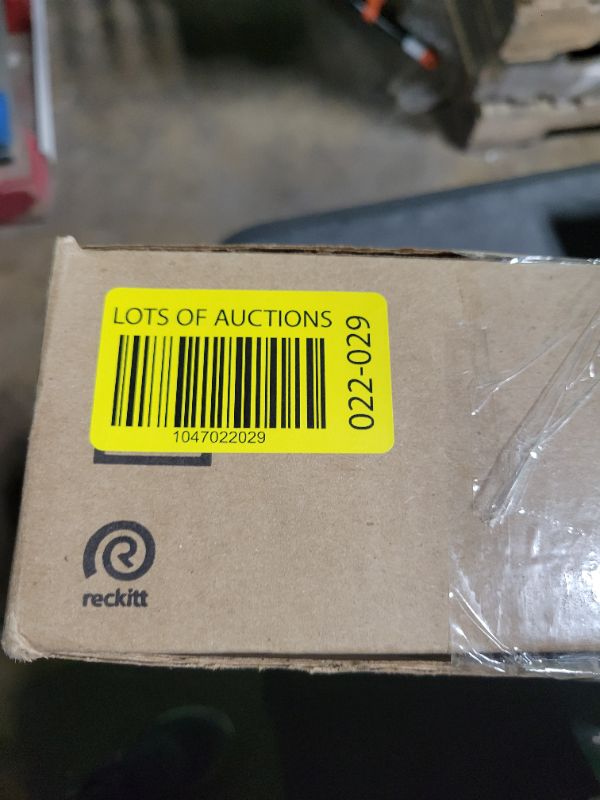 LOTS OF AUCTIONS
022-029
1047022029
reckitt